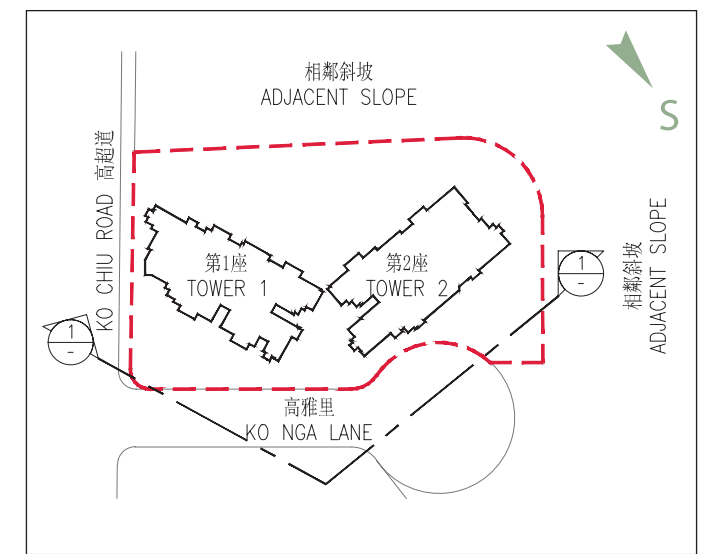 相鄰斜坡
ADJACENT SLOPE
S
KO CHIU ROAD 高超道
第1座
TOWER 1
第2座
TOWER 2
1
-
相鄰斜坡
ADJACENT SLOPE
1
-
高雅里
KO NGA LANE